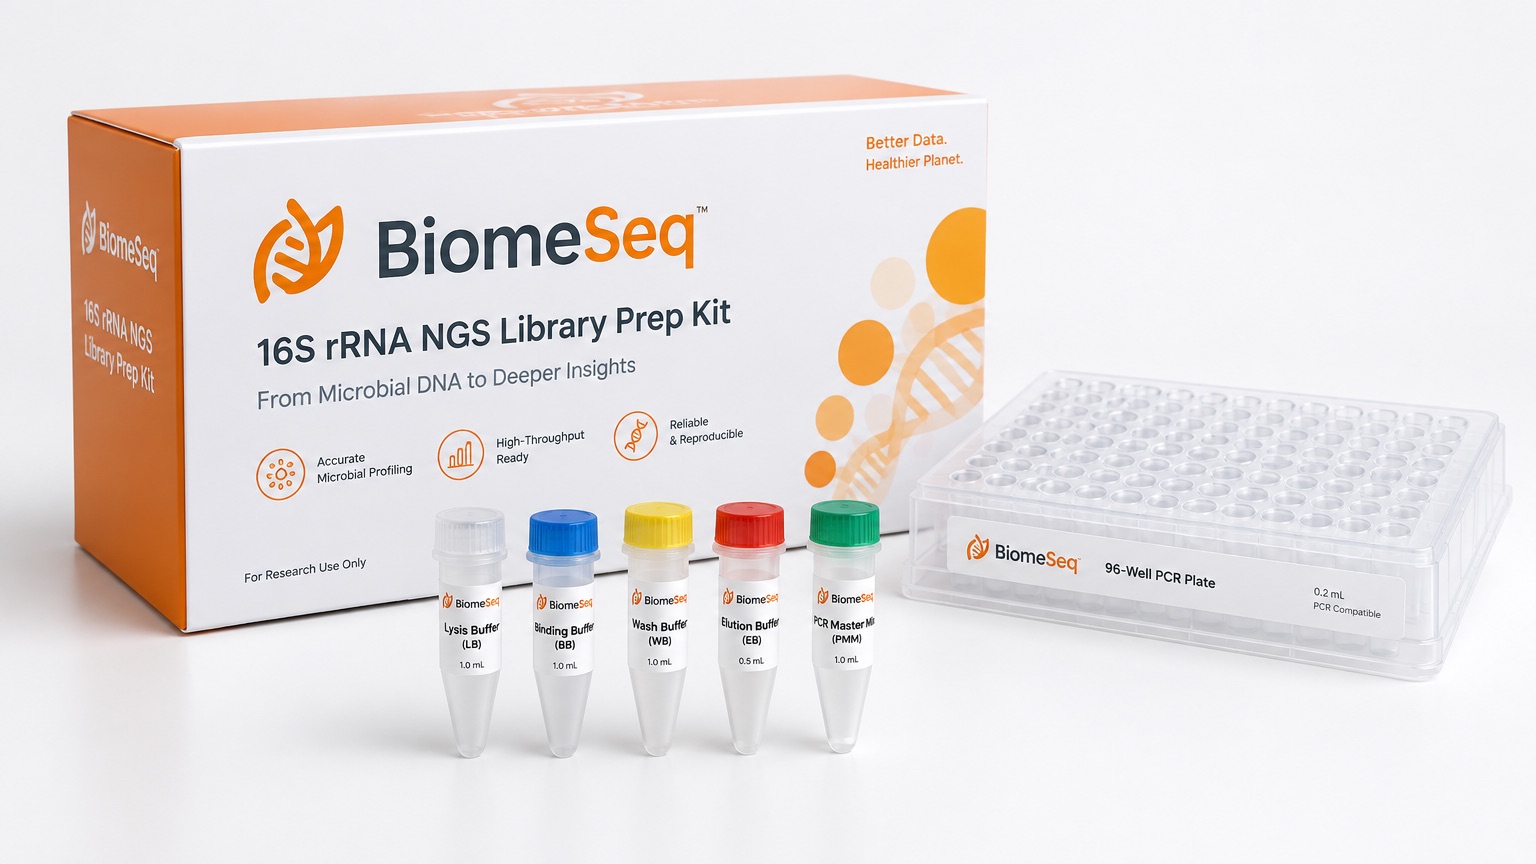 Better Data.
Healthier Planet.
BiomeSeq™
16S rRNA NGS Library Prep Kit
From Microbial DNA to Deeper Insights
Accurate
Microbial Profiling
High-Throughput
Ready
Reliable
& Reproducible
For Research Use Only
BiomeSeq
16S rRNA NGS
Library Prep Kit
BiomeSeq
Lysis Buffer
(LB)
1.0 mL
BiomeSeq
Binding Buffer
(BB)
1.0 mL
BiomeSeq
Wash Buffer
(WB)
1.0 mL
BiomeSeq
Elution Buffer
(EB)
0.5 mL
BiomeSeq
PCR Master Mi
(PMM)
1.0 mL
BiomeSeq
96-Well PCR Plate
0.2 mL
PCR Compatible